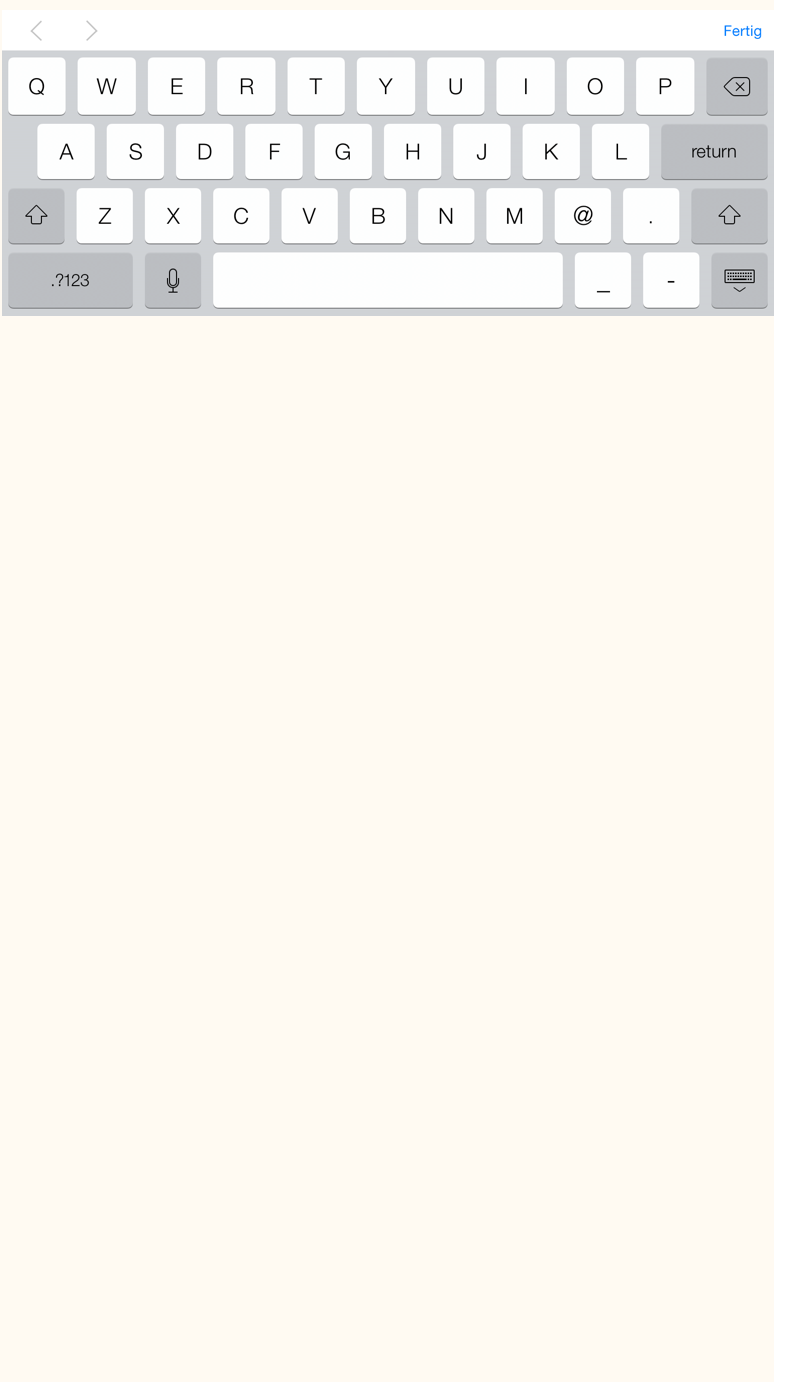 Fertig
Q W E R T Y U I O P
A S D F G H J K L return
Z X C V B N M @ .
.?123 _ -